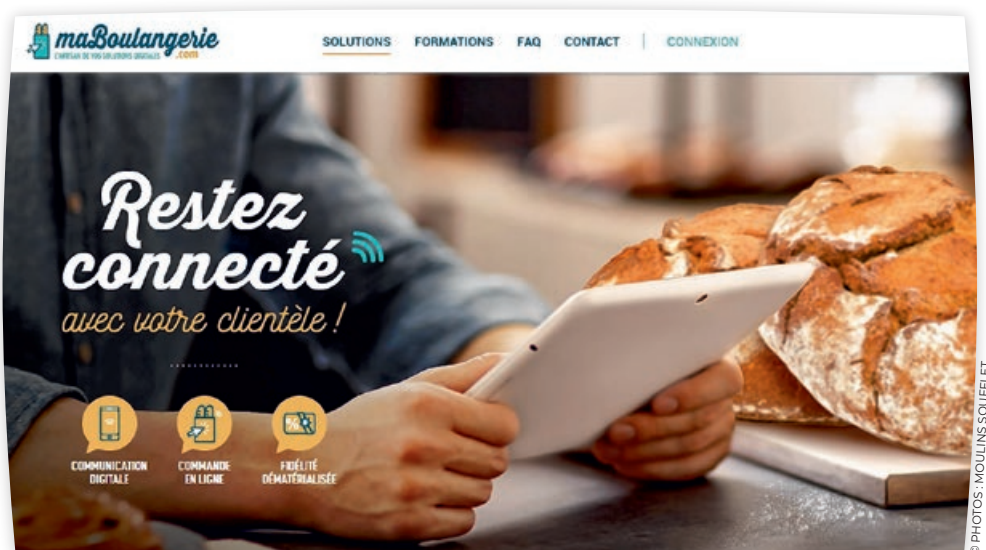 maBoulangerie
.com
L'ARTISAN DE VOS SOLUTIONS DIGITALES
SOLUTIONS FORMATIONS FAQ CONTACT | CONNEXION
Restez
connecté
avec votre clientèle !
COMMUNICATION
DIGITALE
COMMANDE
EN LIGNE
FIDÉLITÉ
DÉMATÉRIALISÉE
© PHOTOS : MOULINS SOUFFLET